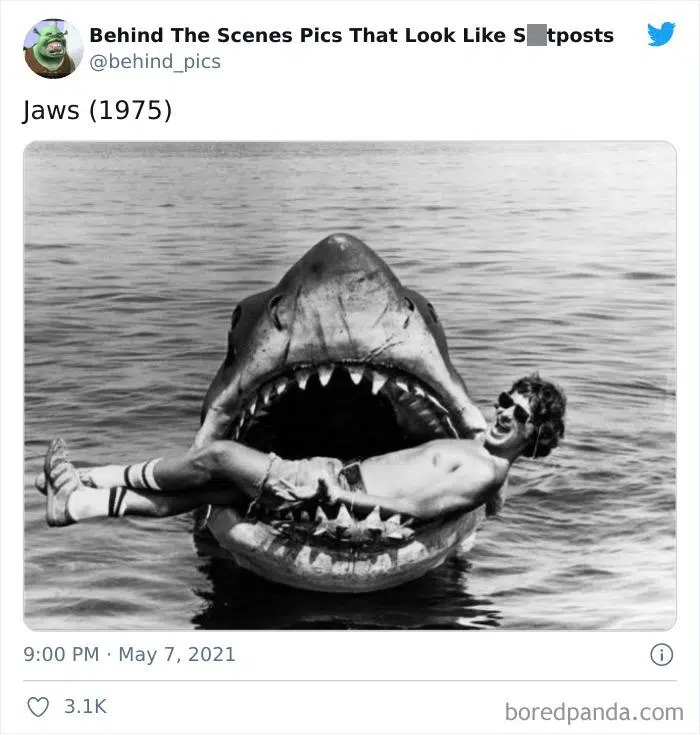 Behind The Scenes Pics That Look Like S tposts
@behind_pics
Jaws (1975)
9:00 PM · May 7, 2021
3.1K
boredpanda.com